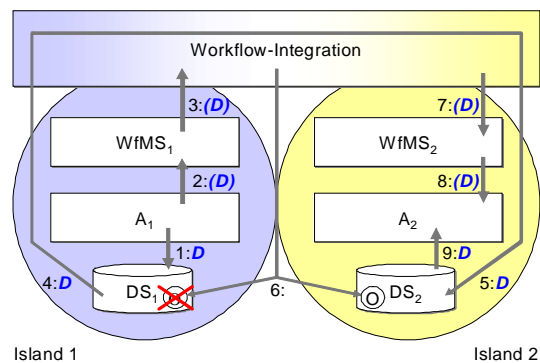 Workflow-Integration
3:(D)
7:(D)
WfMS1
WfMS2
2:(D)
8:(D)
A1
A2
1:D
9:D
4:D
DS1
O
6:
O
DS2
5:D
Island 1
Island 2